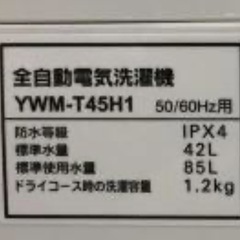 全自動電気洗濯機
YWM-T45H1 50/60Hz用
防水等級 IPX4
標準水量 42L
標準使用水量 85L
ドライコース時の洗濯容量 1.2kg